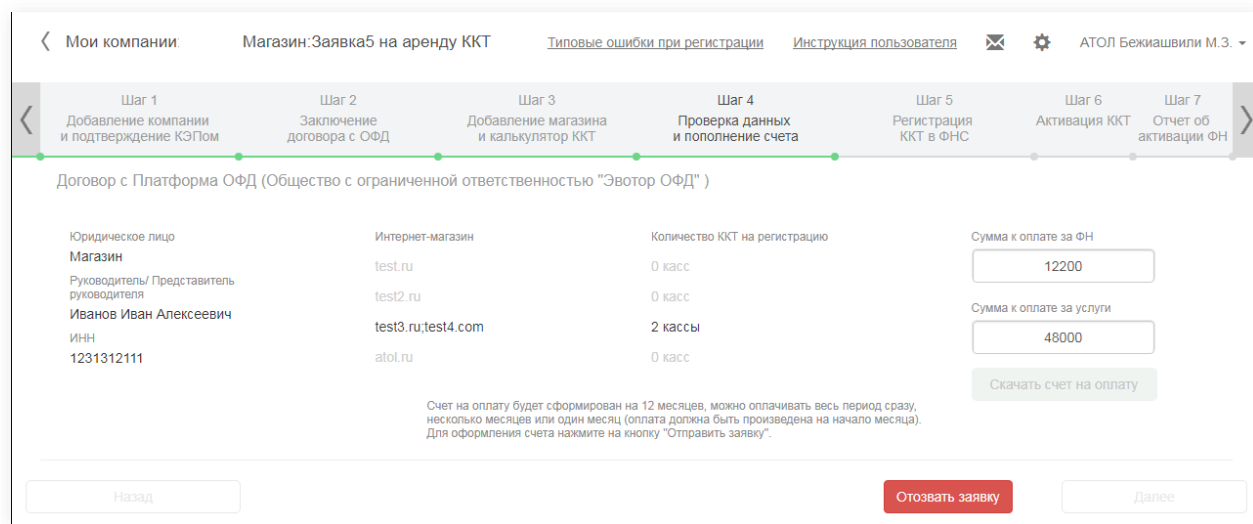 Мои компании:
Магазин:Заявка5 на аренду ККТ
Типовые ошибки при регистрации
Инструкция пользователя
АТОЛ Бежиашвили М.З.
Шаг 1
Добавление компании
и подтверждение КЭПом
Шаг 2
Заключение
договора с ОФД
Шаг 3
Добавление магазина
и калькулятор ККТ
Шаг 4
Проверка данных
и пополнение счета
Шаг 5
Регистрация
ККТ в ФНС
Шаг 6
Активация ККТ
Шаг 7
Отчет об
активации ФН
Договор с Платформа ОФД (Общество с ограниченной ответственностью "Эвотор ОФД" )
Юридическое лицо
Магазин
Руководитель/ Представитель
руководителя
Иванов Иван Алексеевич
ИНН
1231312111
Интернет-магазин
test.ru
test2.ru
test3.ru;test4.com
atol.ru
Количество ККТ на регистрацию
0 касс
0 касс
2 кассы
0 касс
Сумма к оплате за ФН
12200
Сумма к оплате за услуги
48000
Скачать счет на оплату
Счет на оплату будет сформирован на 12 месяцев, можно оплачивать весь период сразу,
несколько месяцев или один месяц (оплата должна быть произведена на начало месяца).
Для оформления счета нажмите на кнопку "Отправить заявку".
Назад
Отозвать заявку
Далее